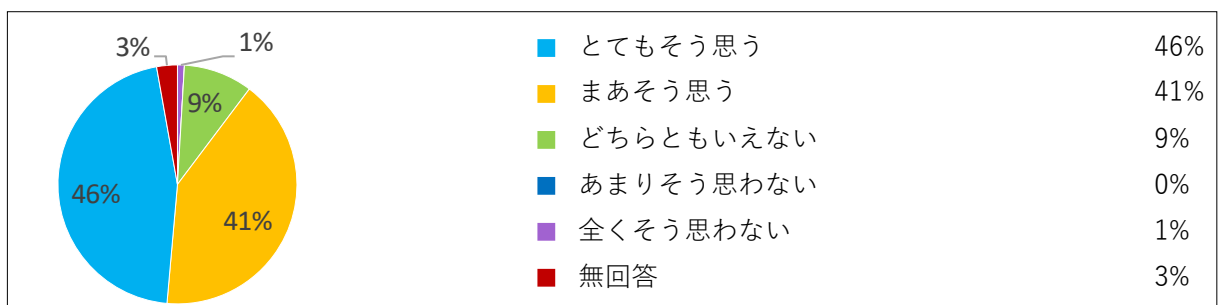 3%
1%
9%
46%
41%
とてもそう思う 46%
まあそう思う 41%
どちらともいえない 9%
あまりそう思わない 0%
全くそう思わない 1%
無回答 3%